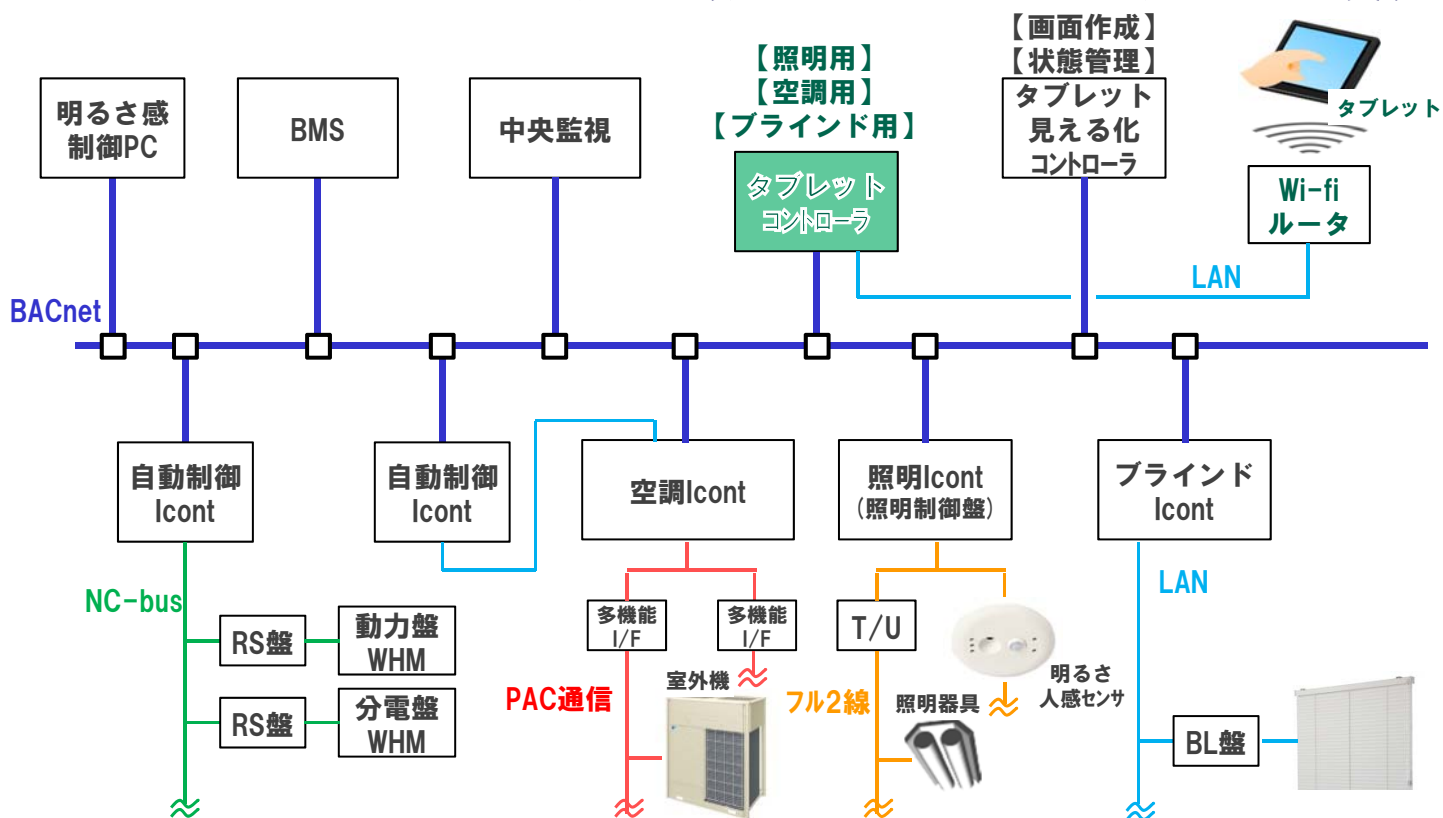 【画面作成】
【状態管理】
【照明用】
【空調用】
【ブラインド用】
明るさ感
制御PC
BMS
中央監視
タブレット
コントローラ
タブレット
見える化
コントローラ
タブレット
Wi-fi
ルータ
LAN
BACnet
自動制御
Icont
自動制御
Icont
空調Icont
照明Icont
(照明制御盤)
ブラインド
Icont
NC-bus
RS盤
動力盤
WHM
RS盤
分電盤
WHM
多機能
I/F
多機能
I/F
PAC通信
室外機
T/U
フル2線
照明器具
明るさ
人感センサ
LAN
BL盤